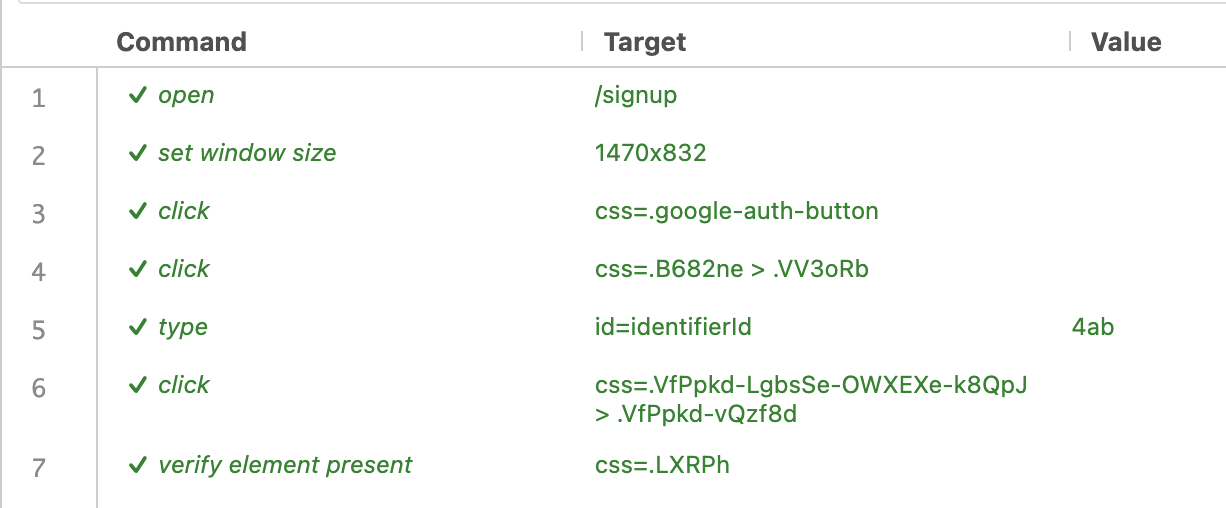 Command Target Value
1 ✓ open /signup
2 ✓ set window size 1470x832
3 ✓ click css=.google-auth-button
4 ✓ click css=.B682ne > .VV3oRb
5 ✓ type id=identifierId 4ab
6 ✓ click css=.VfPpkd-LgbsSe-OWXEXe-k8QpJ
> .VfPpkd-vQzf8d
7 ✓ verify element present css=.LXRPh